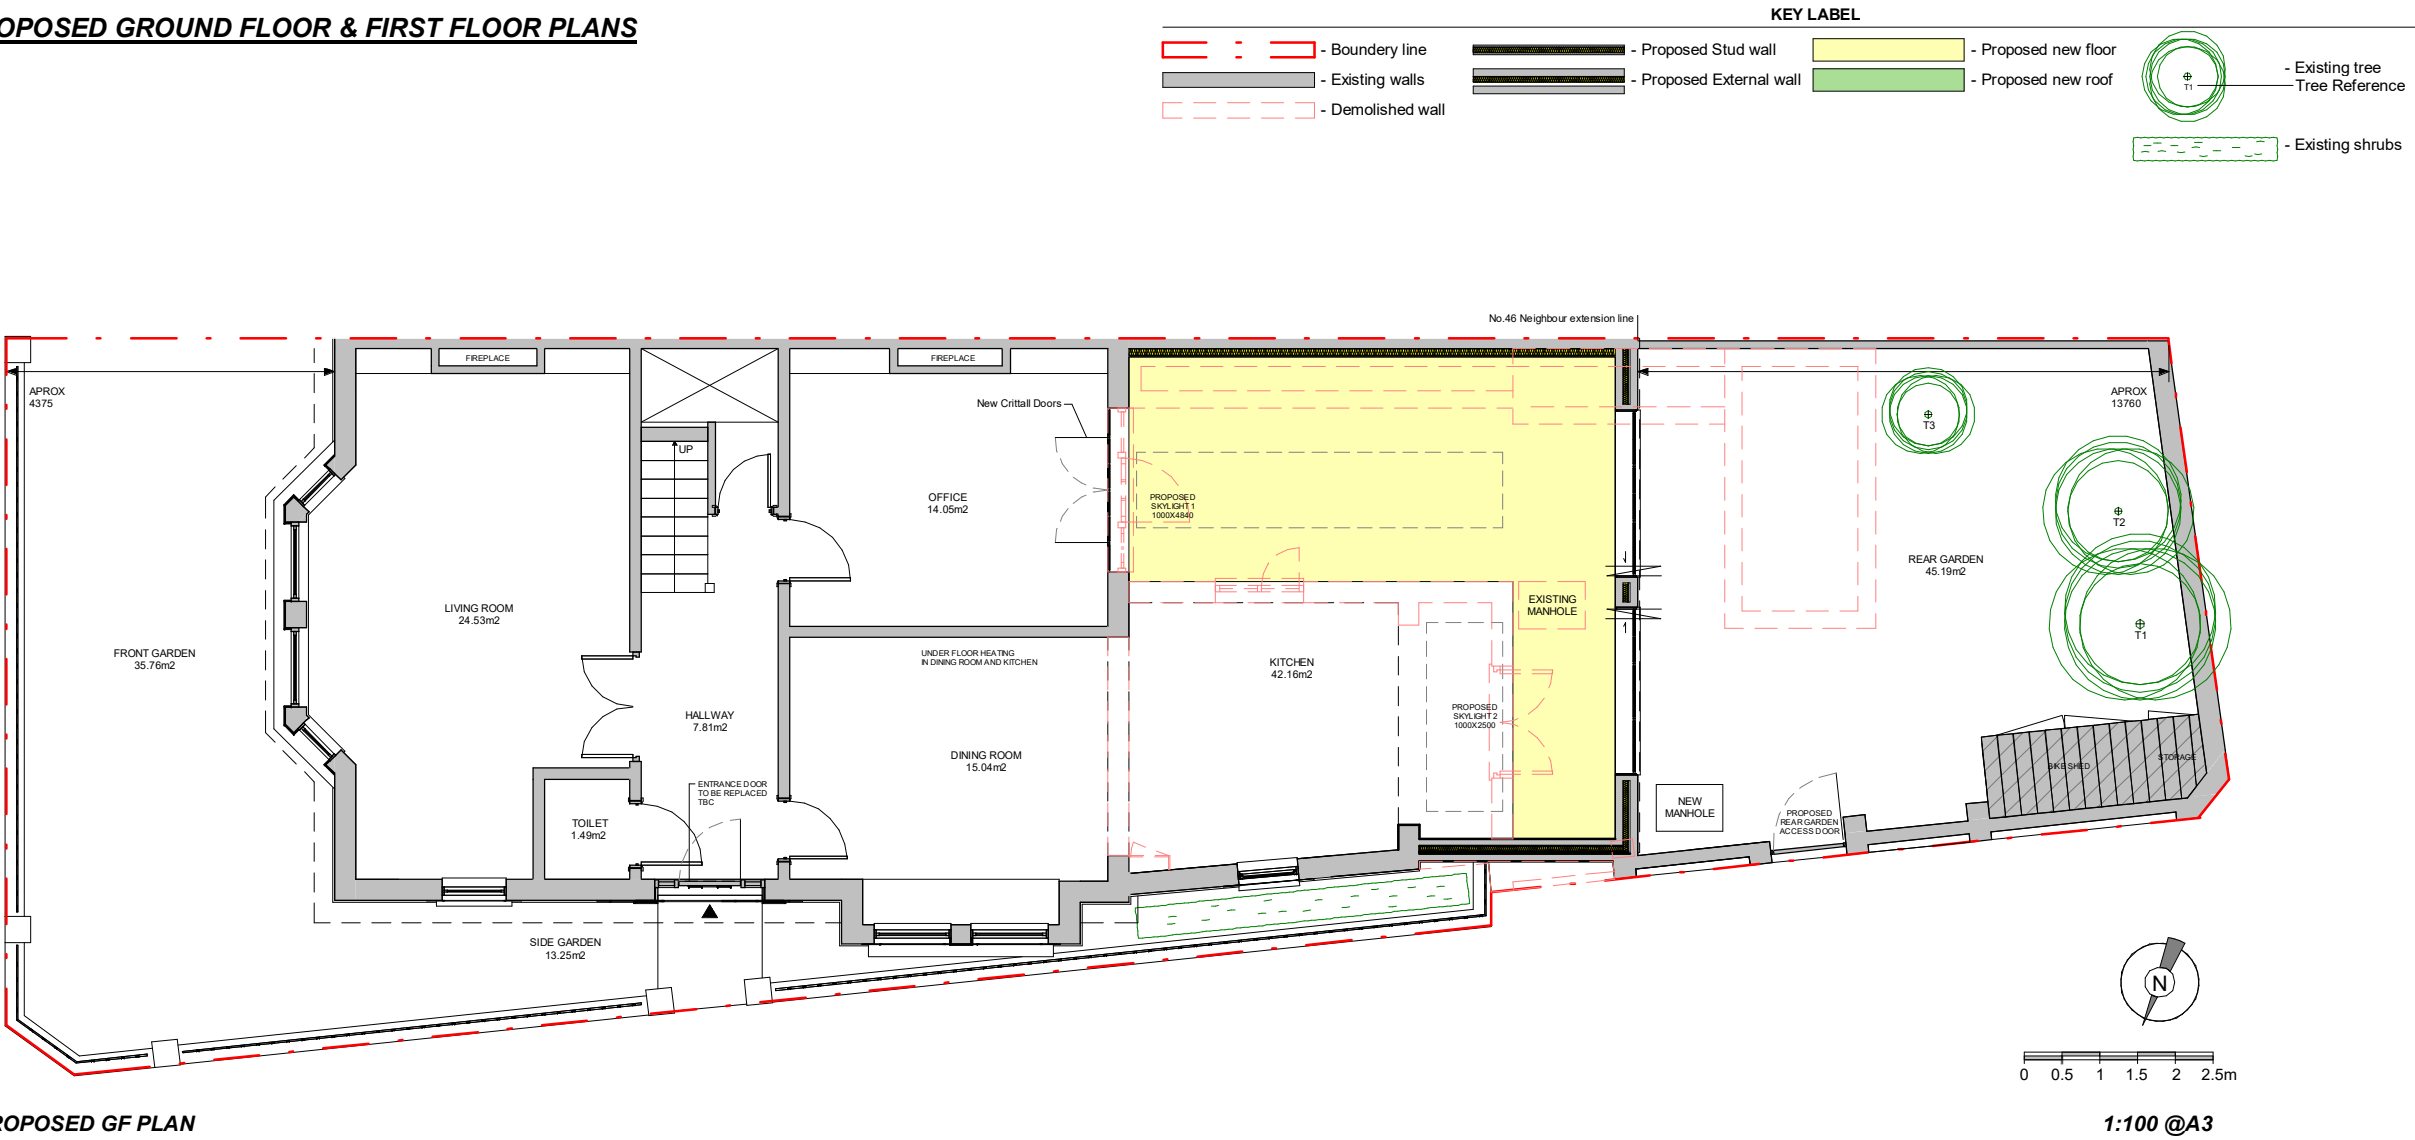 OPOSED GROUND FLOOR & FIRST FLOOR PLANS
KEY LABEL
- Boundery line
- Existing walls
- Demolished wall
- Proposed Stud wall
- Proposed External wall
- Proposed new floor
- Proposed new roof
T1
- Existing tree
Tree Reference
- Existing shrubs
No.46 Neighbour extension line
APROX
4375
FIREPLACE
FIREPLACE
APROX
13760
New Crittall Doors
UP
T3
OFFICE
14.05m2
PROPOSED
SKYLIGHT 1
1000X4840
T2
REAR GARDEN
45.19m2
LIVING ROOM
24.53m2
EXISTING
MANHOLE
T1
FRONT GARDEN
35.76m2
UNDER FLOOR HEATING
IN DINING ROOM AND KITCHEN
KITCHEN
42.16m2
HALLWAY
7.81m2
PROPOSED
SKYLIGHT 2
1000X2500
DINING ROOM
15.04m2
BIKE SHED
STORAGE
ENTRANCE DOOR
TO BE REPLACED
TBC
TOILET
1.49m2
NEW
MANHOLE
PROPOSED
REAR GARDEN
ACCESS DOOR
SIDE GARDEN
13.25m2
N
0 0.5 1 1.5 2 2.5m
ROPOSED GF PLAN
1:100 @A3